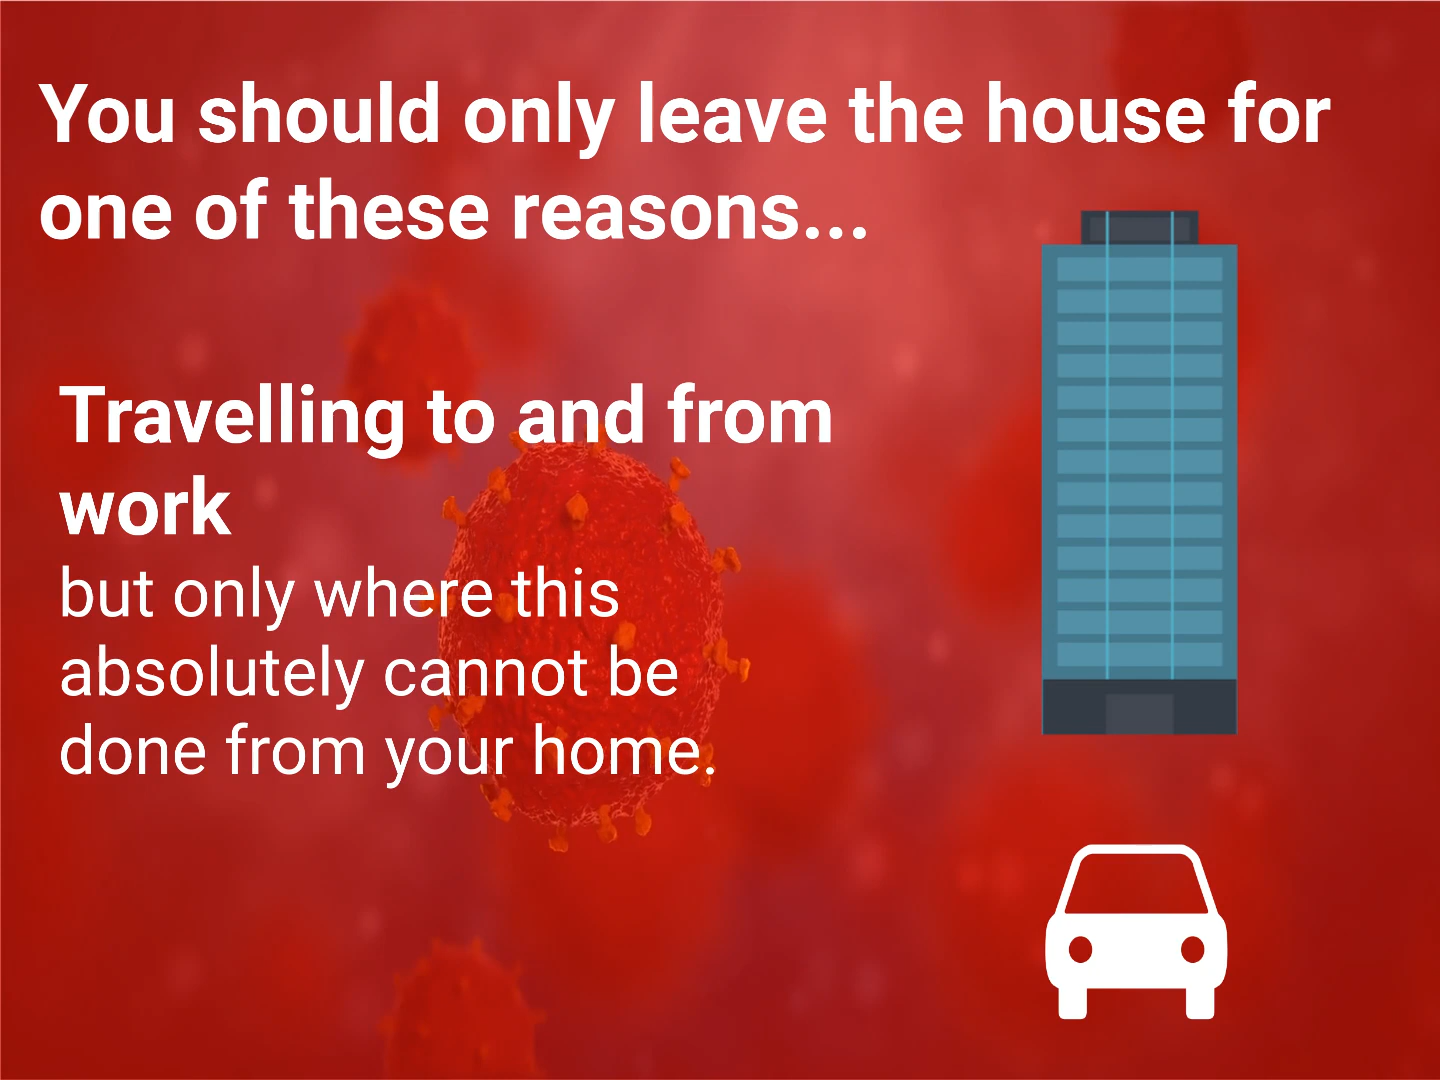 You should only leave the house for
one of these reasons...
Travelling to and from
work
but only where this
absolutely cannot be
done from your home.